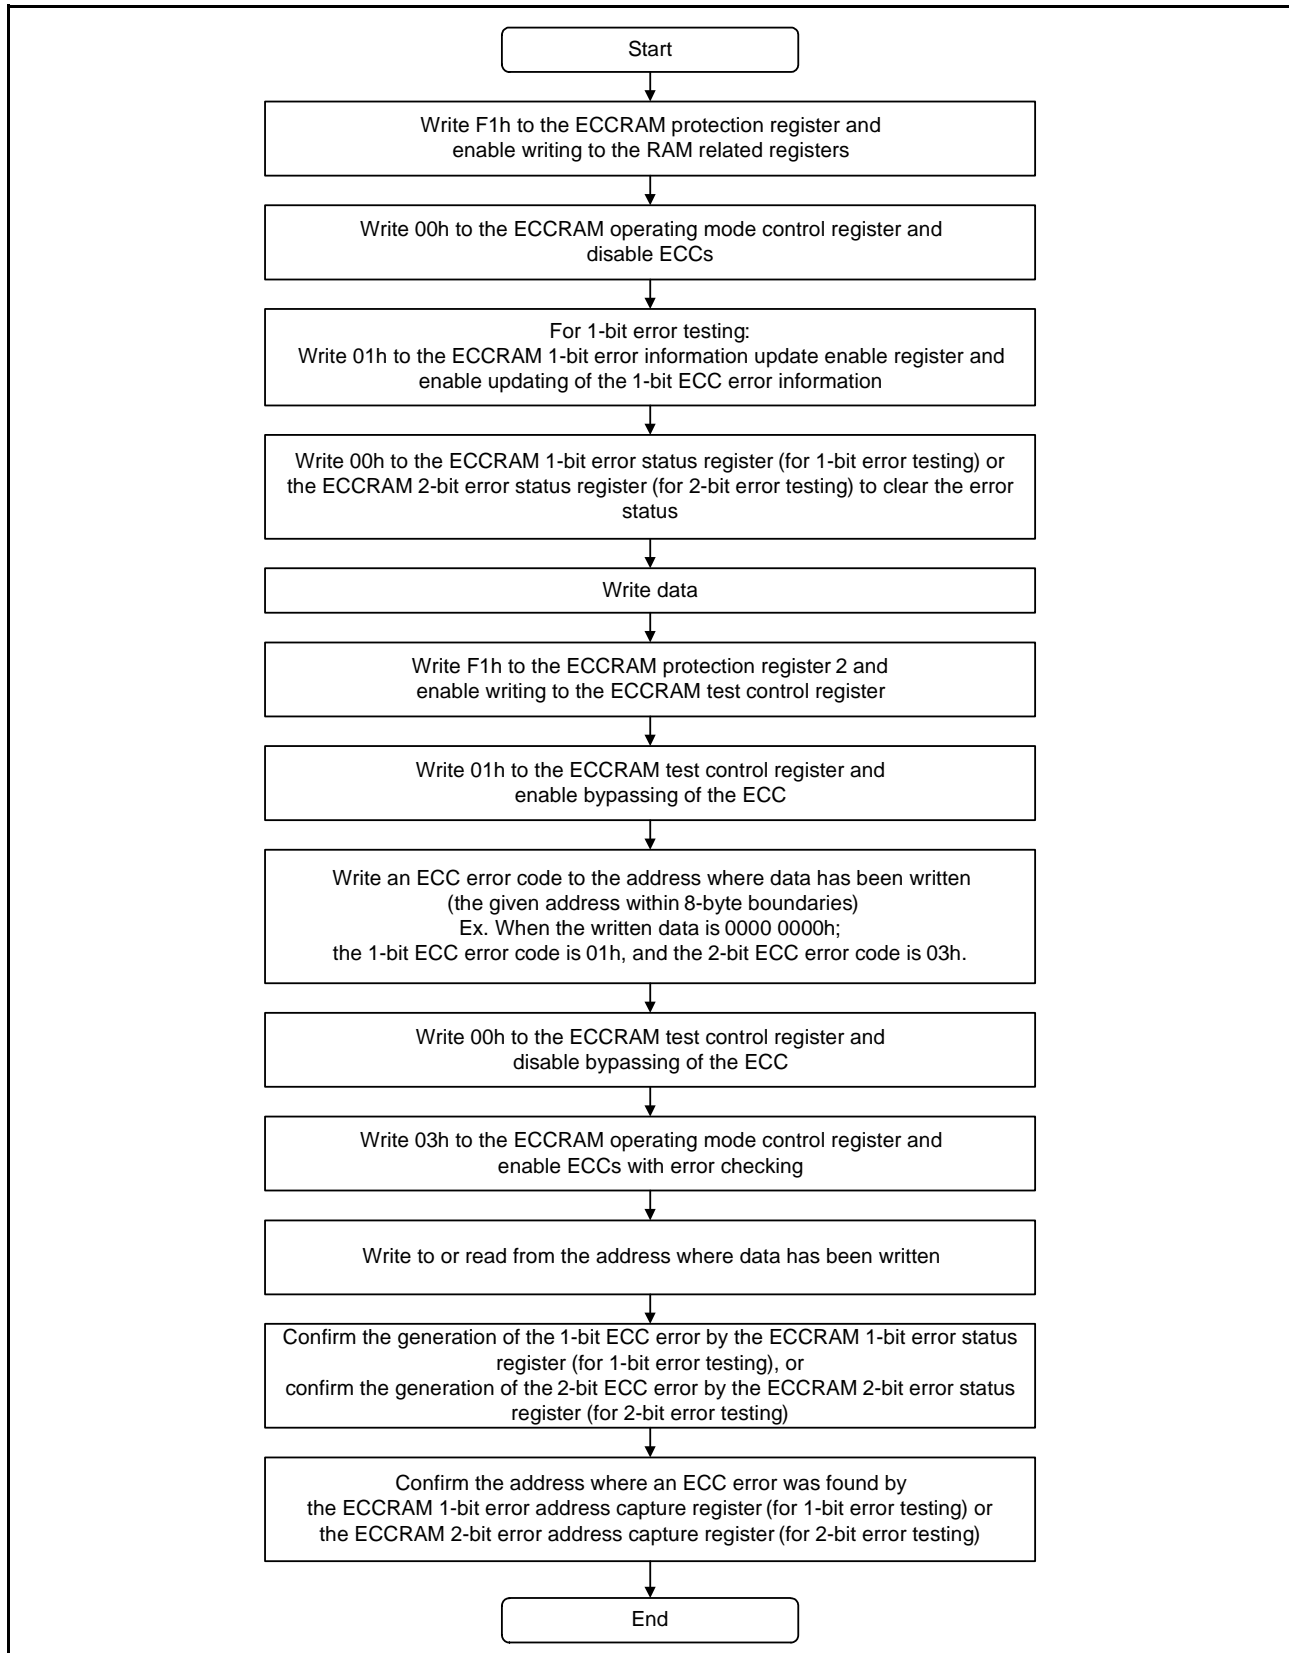 Start
Write F1h to the ECCRAM protection register and
enable writing to the RAM related registers
Write 00h to the ECCRAM operating mode control register and
disable ECCs
For 1-bit error testing:
Write 01h to the ECCRAM 1-bit error information update enable register and
enable updating of the 1-bit ECC error information
Write 00h to the ECCRAM 1-bit error status register (for 1-bit error testing) or
the ECCRAM 2-bit error status register (for 2-bit error testing) to clear the error
status
Write data
Write F1h to the ECCRAM protection register 2 and
enable writing to the ECCRAM test control register
Write 01h to the ECCRAM test control register and
enable bypassing of the ECC
Write an ECC error code to the address where data has been written
(the given address within 8-byte boundaries)
Ex. When the written data is 0000 0000h;
the 1-bit ECC error code is 01h, and the 2-bit ECC error code is 03h.
Write 00h to the ECCRAM test control register and
disable bypassing of the ECC
Write 03h to the ECCRAM operating mode control register and
enable ECCs with error checking
Write to or read from the address where data has been written
Confirm the generation of the 1-bit ECC error by the ECCRAM 1-bit error status
register (for 1-bit error testing), or
confirm the generation of the 2-bit ECC error by the ECCRAM 2-bit error status
register (for 2-bit error testing)
Confirm the address where an ECC error was found by
the ECCRAM 1-bit error address capture register (for 1-bit error testing) or
the ECCRAM 2-bit error address capture register (for 2-bit error testing)
End